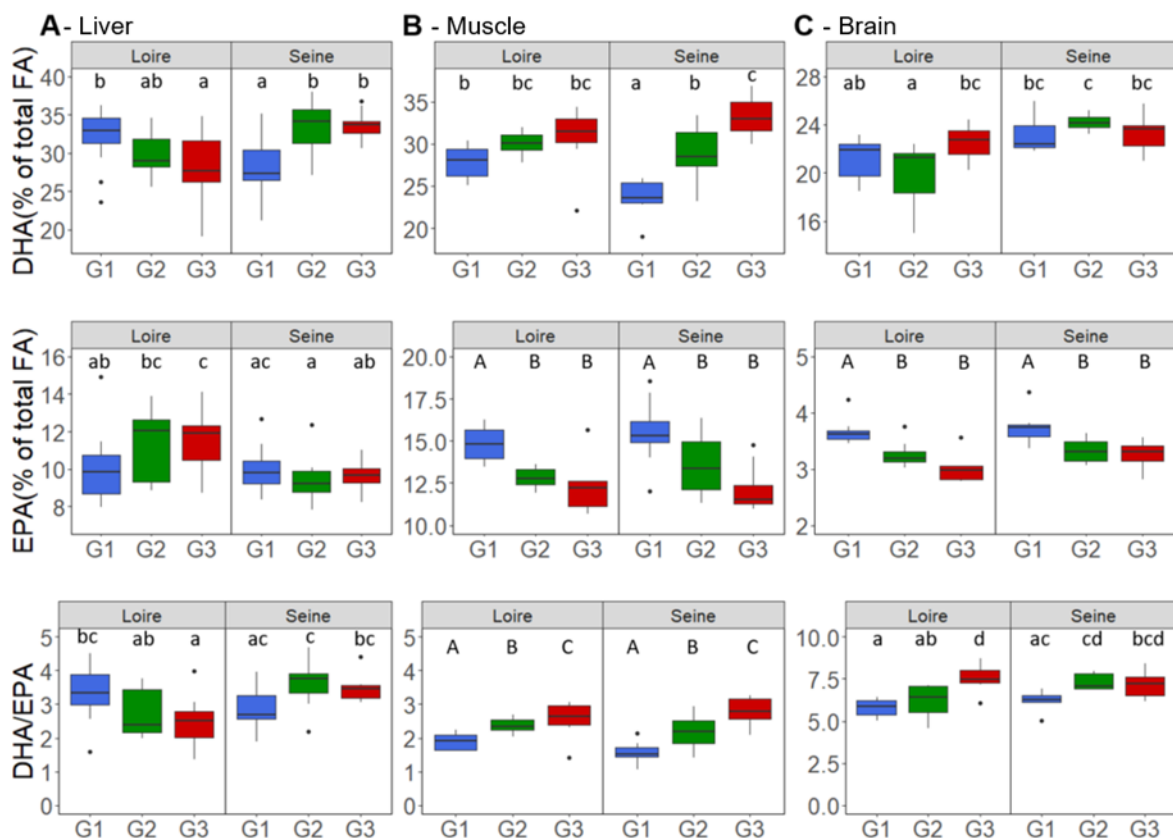 A - Liver B - Muscle C - Brain
Loire Seine Loire Seine Loire Seine
DHA(% of total FA)
40 b ab a a b b
35
30
25
20
b bc bc a b c
35
30
25
20
ab a bc bc c bc
28
24
20
16
G1 G2 G3 G1 G2 G3 G1 G2 G3 G1 G2 G3 G1 G2 G3 G1 G2 G3
Loire Seine Loire Seine Loire Seine
EPA(% of total FA)
16 ab bc c ac a ab
14
12
10
8
20.0 A B B A B B
17.5
15.0
12.5
10.0
5 A B B A B B
4
3
2
G1 G2 G3 G1 G2 G3 G1 G2 G3 G1 G2 G3 G1 G2 G3 G1 G2 G3
Loire Seine Loire Seine Loire Seine
DHA/EPA
5 bc ab a ac c bc
4
3
2
1
0
5 A B C A B C
4
3
2
1
0
10.0 a ab d ac cd bcd
7.5
5.0
2.5
0.0
G1 G2 G3 G1 G2 G3 G1 G2 G3 G1 G2 G3 G1 G2 G3 G1 G2 G3